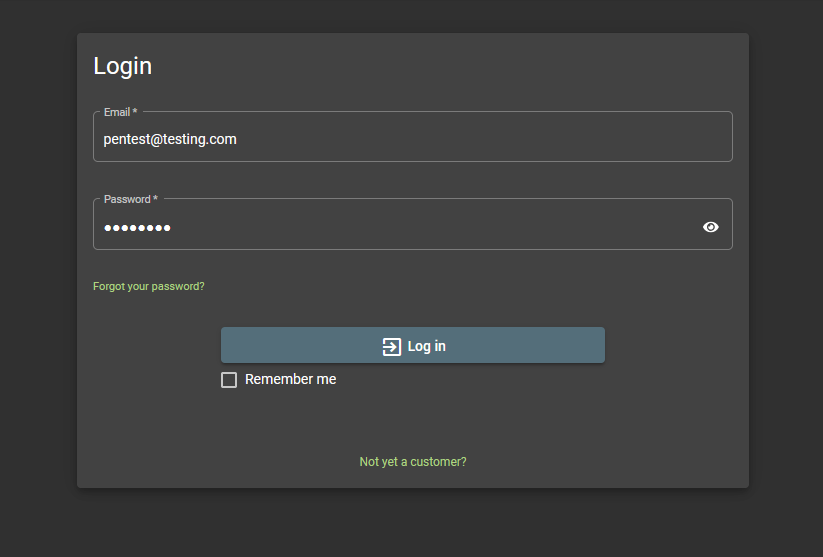 Login
Email *
pentest@testing.com
Password *
••••••••
Forgot your password?
Log in
Remember me
Not yet a customer?